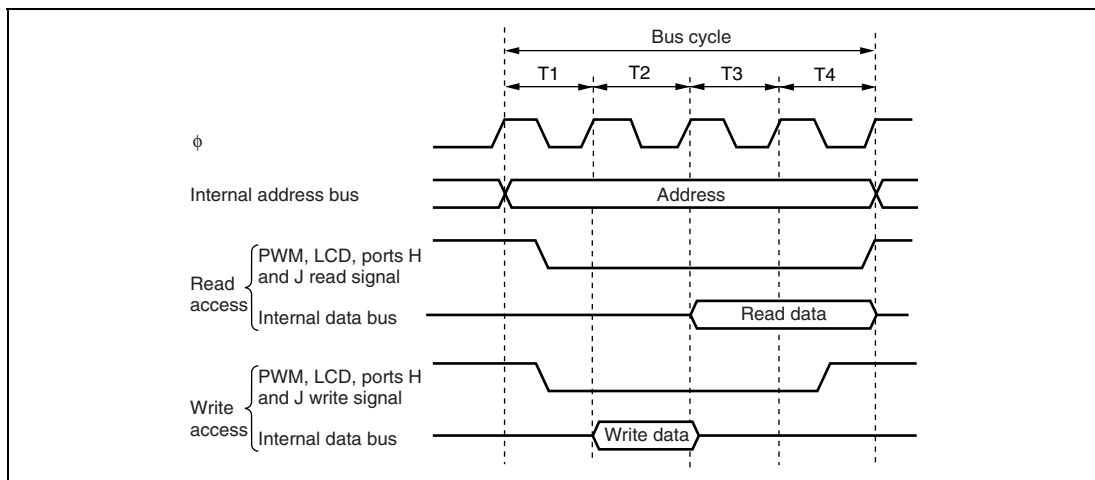 Bus cycle
T1 T2 T3 T4
ϕ
Internal address bus Address
Read access
PWM, LCD, ports H
and J read signal
Internal data bus Read data
Write access
PWM, LCD, ports H
and J write signal
Internal data bus Write data